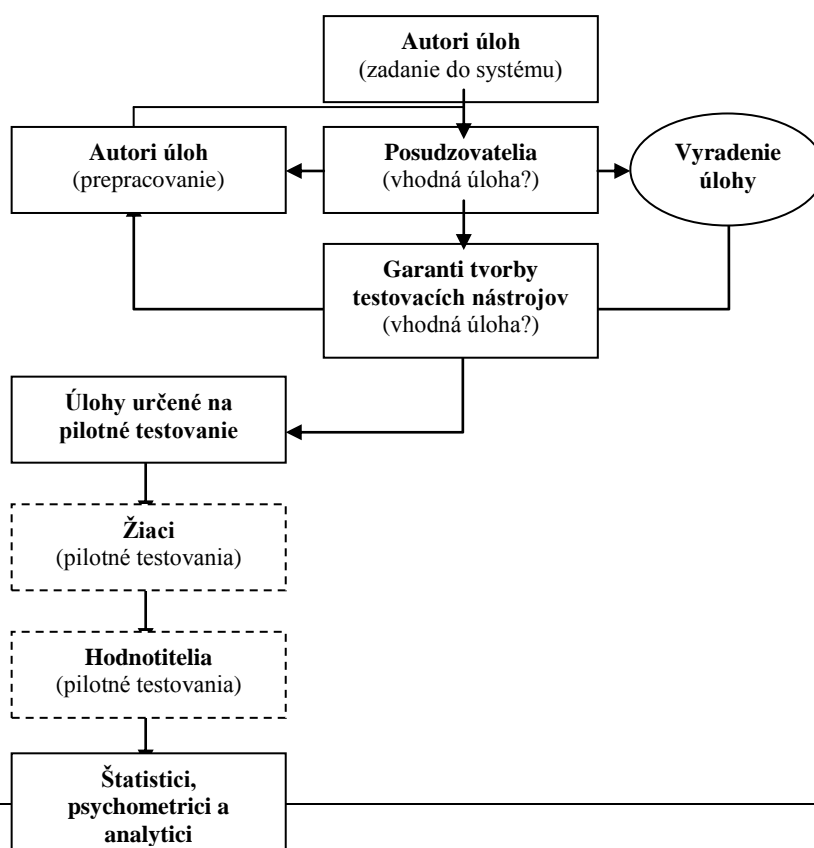 Autori úloh
(zadanie do systému)
Autori úloh
(prepracovanie)
Posudzovatelia
(vhodná úloha?)
Vyradenie
úlohy
Garanti tvorby
testovacích nástrojov
(vhodná úloha?)
Úlohy určené na
pilotné testovanie
Žiaci
(pilotné testovania)
Hodnotitelia
(pilotné testovania)
Štatistici,
psychometrici a
analytici